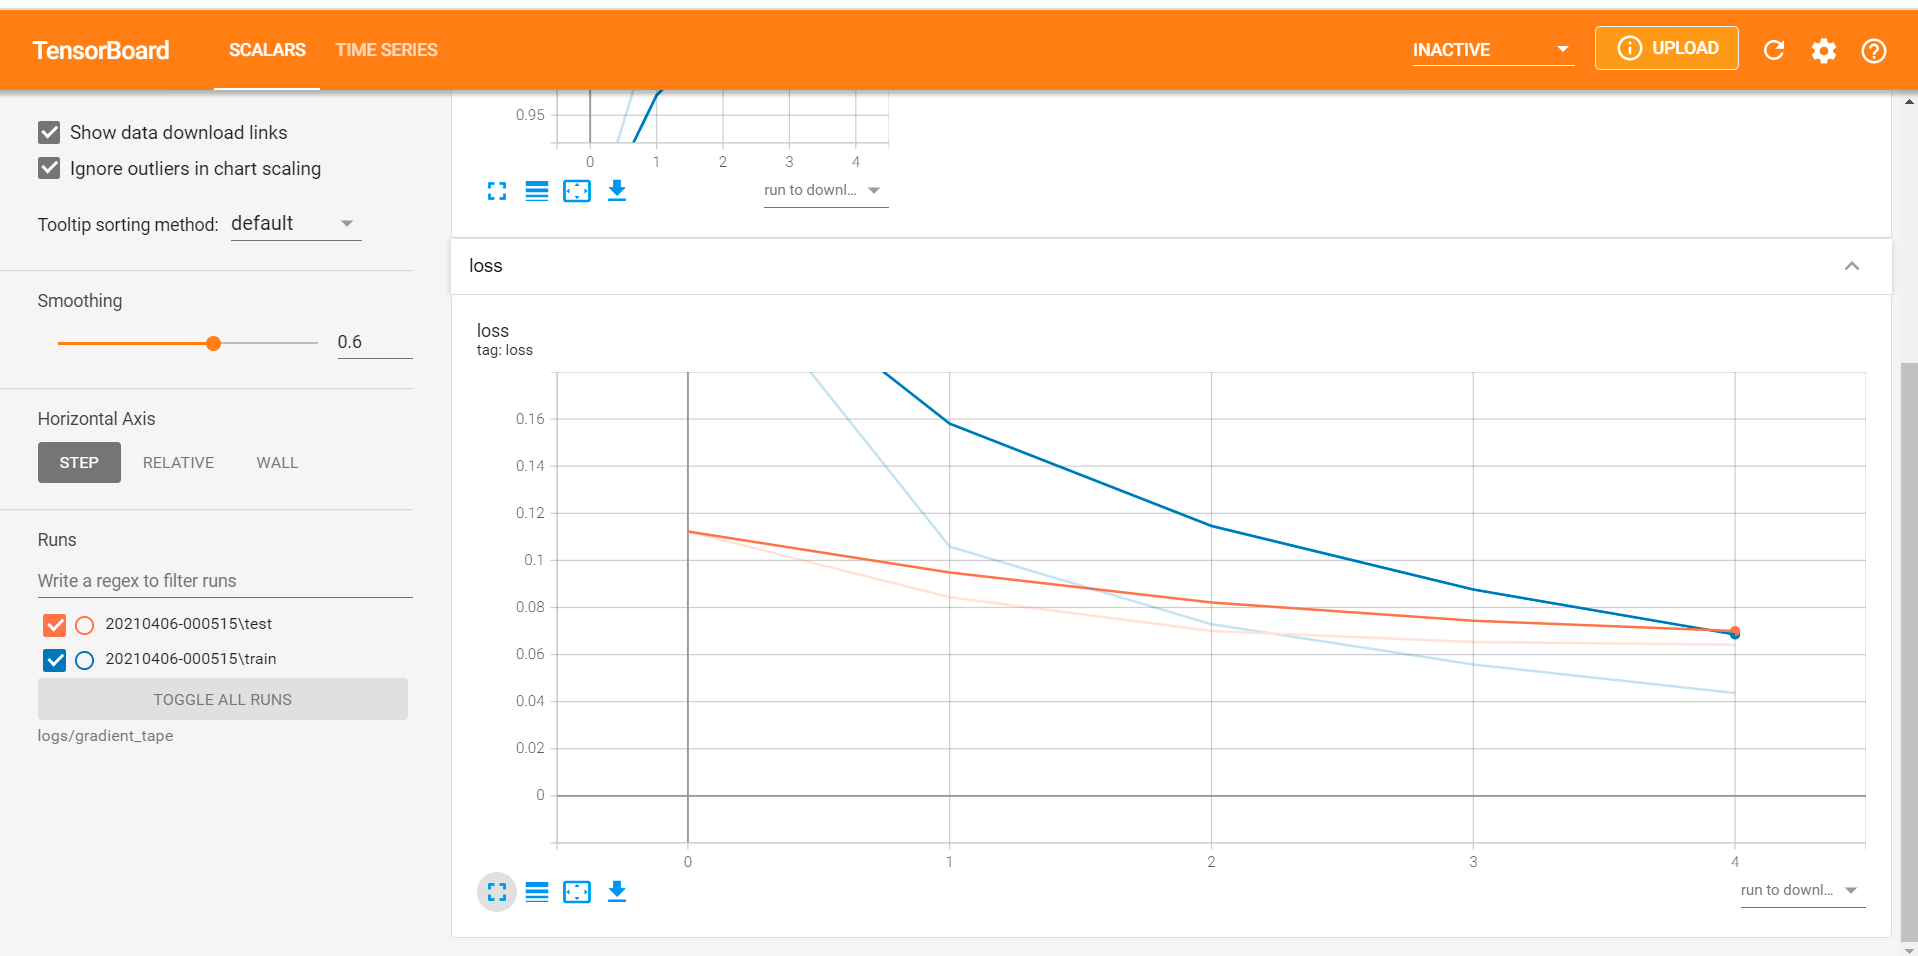 TensorBoard
SCALARS
TIME SERIES
INACTIVE
UPLOAD
Show data download links
Ignore outliers in chart scaling
Tooltip sorting method: default
Smoothing
0.6
Horizontal Axis
STEP RELATIVE WALL
Runs
Write a regex to filter runs
20210406-000515\test
20210406-000515\train
TOGGLE ALL RUNS
logs/gradient_tape
0.95
0 1 2 3 4
run to downl...
loss
loss
tag: loss
0.16
0.14
0.12
0.1
0.08
0.06
0.04
0.02
0
0 1 2 3 4
run to downl...